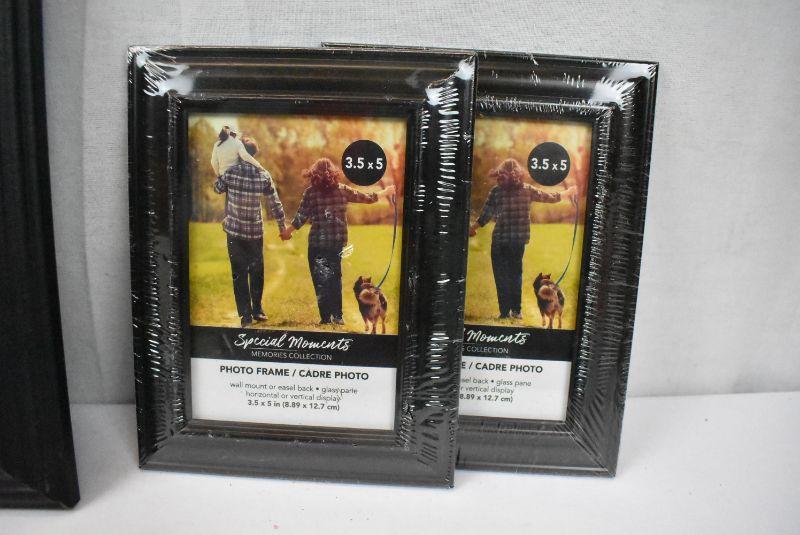 3.5 x 5
Special Moments
MEMORIES COLLECTION
PHOTO FRAME / CADRE PHOTO
wall mount or easel back • glass pane
horizontal or vertical display
3.5 x 5 in (8.89 x 12.7 cm)
3.5 x 5
Moments
COLLECTION
E / CADRE PHOTO
easel back • glass pane
vertical display
(8.89 x 12.7 cm)